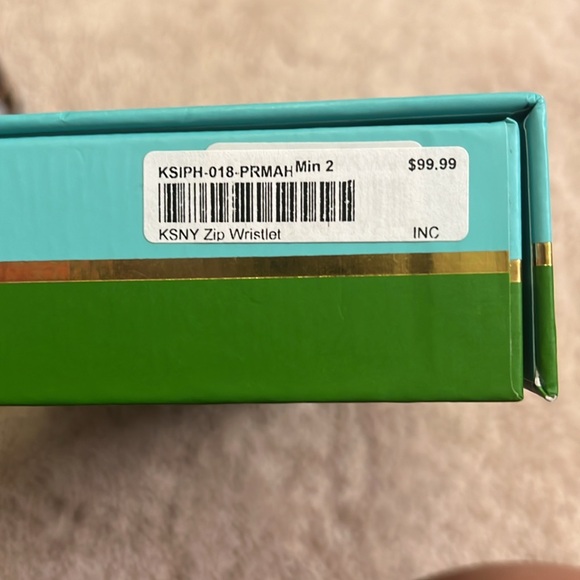 KSIPH-018-PRMAH Min 2 $99.99
KSNY Zip Wristlet INC